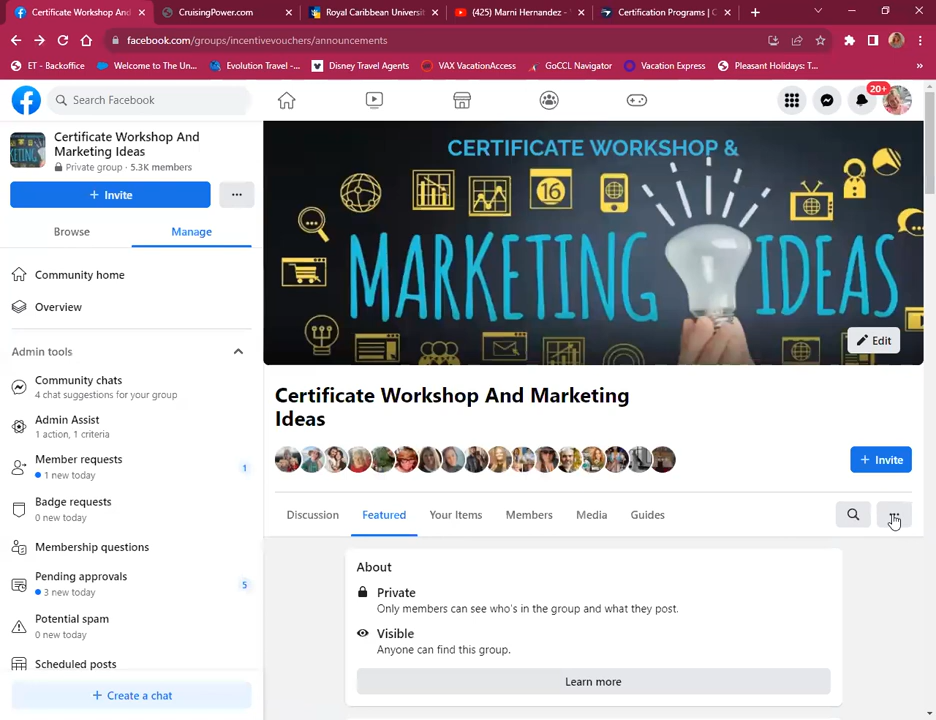 Certificate Workshop And
CruisingPower.com
Royal Caribbean Universit
(425) Marni Hernandez -
Certification Programs | C
facebook.com/groups/incentivevouchers/announcements
ET - Backoffice
Welcome to The Un...
Evolution Travel -...
Disney Travel Agents
VAX VacationAccess
GoCCL Navigator
Vacation Express
Pleasant Holidays: T...
»
Search Facebook
20+
Certificate Workshop And
Marketing Ideas
Private group · 5.3K members
+ Invite
...
Browse
Manage
Community home
Overview
Admin tools
Community chats
4 chat suggestions for your group
Admin Assist
1 action, 1 criteria
Member requests
1 new today
1
Badge requests
0 new today
Membership questions
Pending approvals
3 new today
5
Potential spam
0 new today
Scheduled posts
+ Create a chat
CERTIFICATE WORKSHOP &
16
MARKETING IDEAS
Edit
Certificate Workshop And Marketing
Ideas
+ Invite
Discussion
Featured
Your Items
Members
Media
Guides
About
Private
Only members can see who's in the group and what they post.
Visible
Anyone can find this group.
Learn more